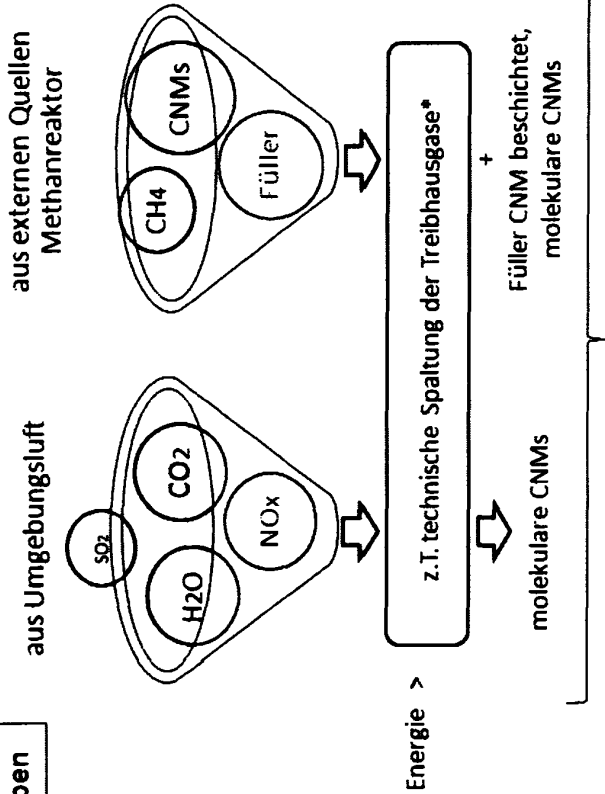 ben
aus Umgebungsluft
SO2
H2O
CO2
NOx
aus externen Quellen
Methanreaktor
CH4
CNMs
Füller
Energie >
z.T. technische Spaltung der Treibhausgase*
molekulare CNMs
+
Füller CNM beschichtet,
molekulare CNMs